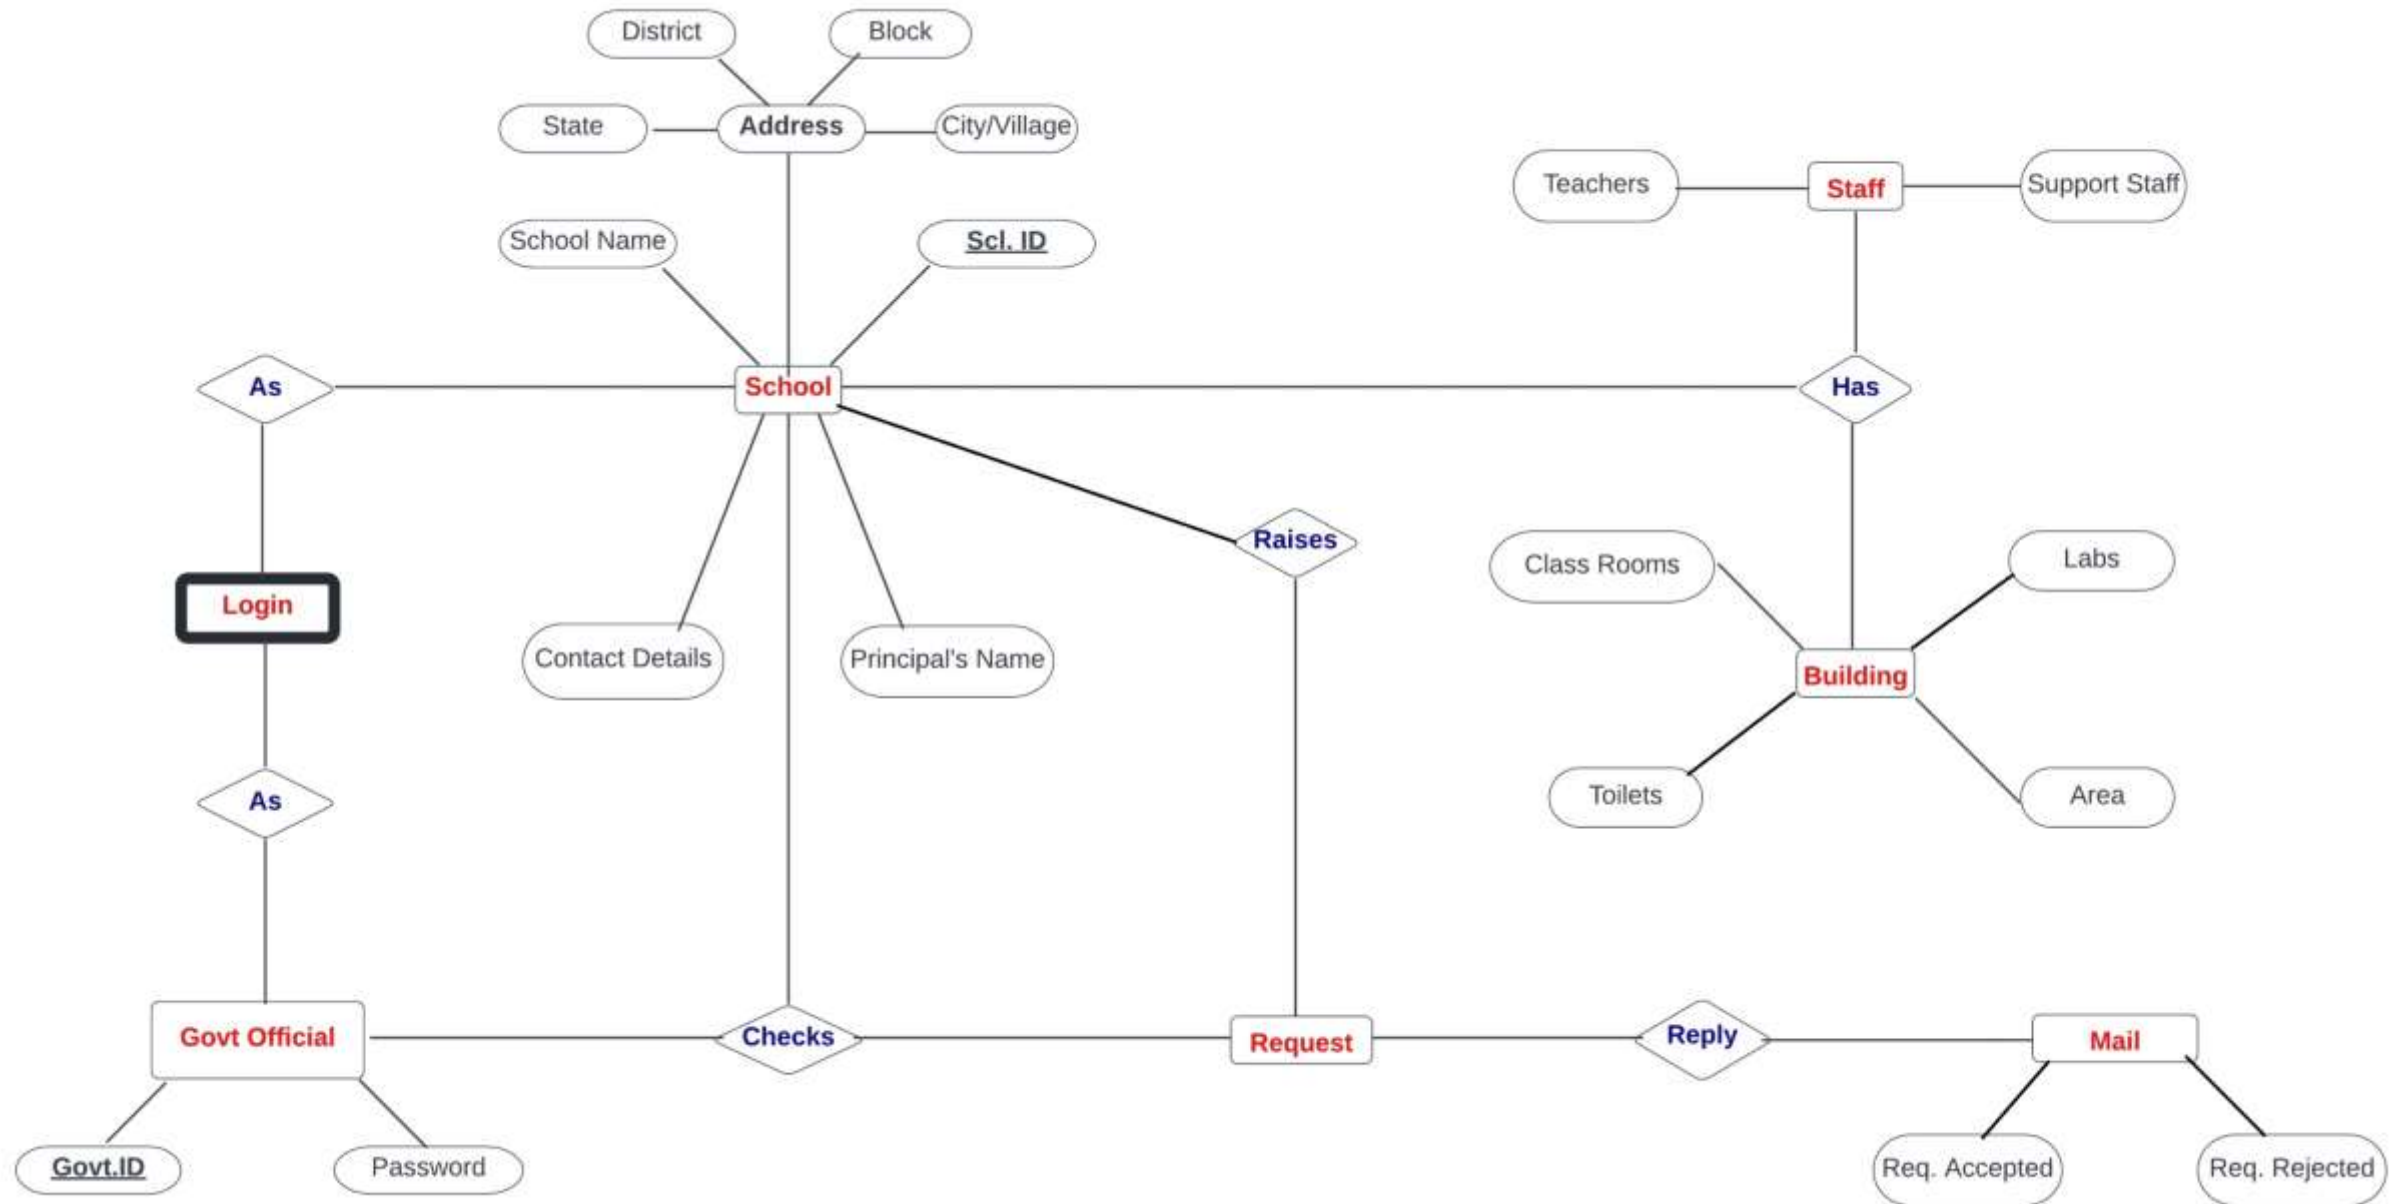 District
Block
State
Address
City/Village
Teachers
Staff
Support Staff
School Name
Scl. ID
As
School
Has
Raises
Class Rooms
Labs
Login
Contact Details
Principal's Name
Building
As
Toilets
Area
Govt Official
Checks
Request
Reply
Mail
Govt.ID
Password
Req. Accepted
Req. Rejected